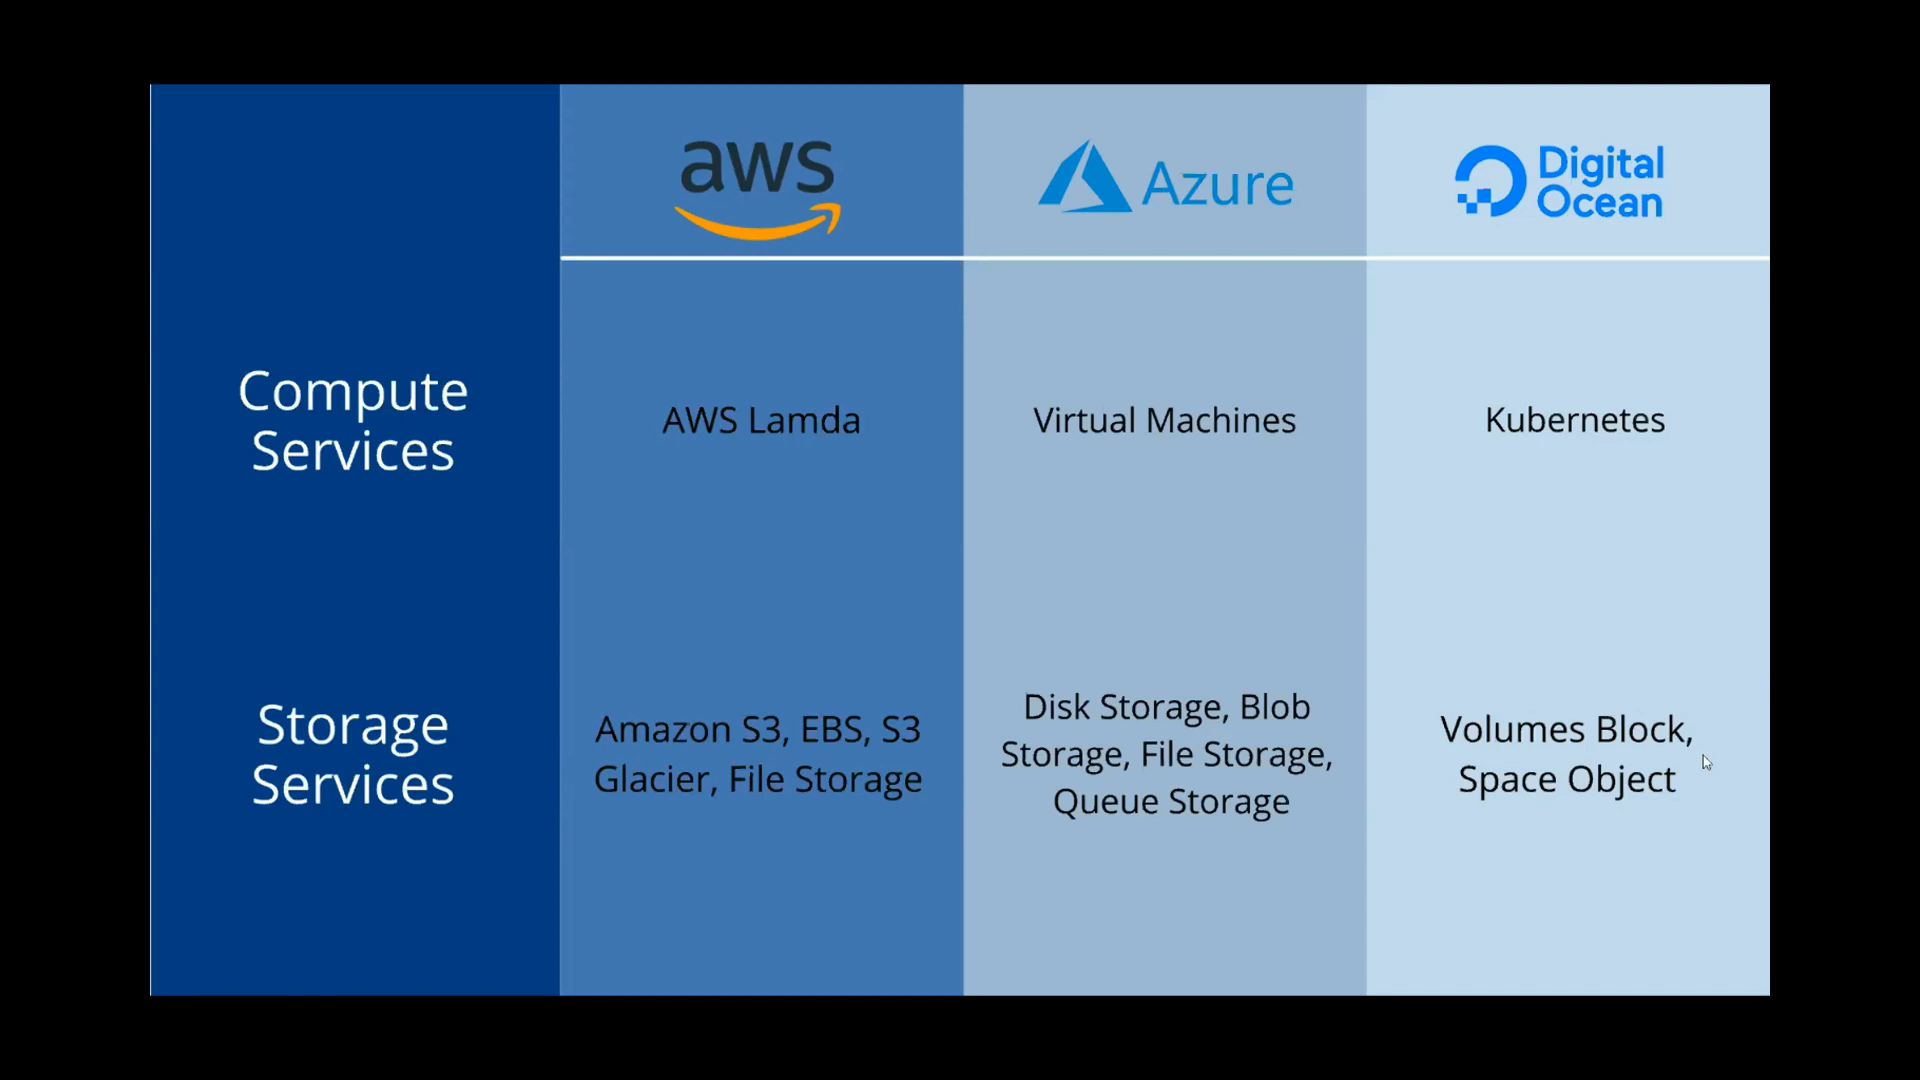 aws
Azure
Digital
Ocean
Compute
Services
AWS Lamda
Virtual Machines
Kubernetes
Storage
Services
Amazon S3, EBS, S3
Glacier, File Storage
Disk Storage, Blob
Storage, File Storage,
Queue Storage
Volumes Block,
Space Object